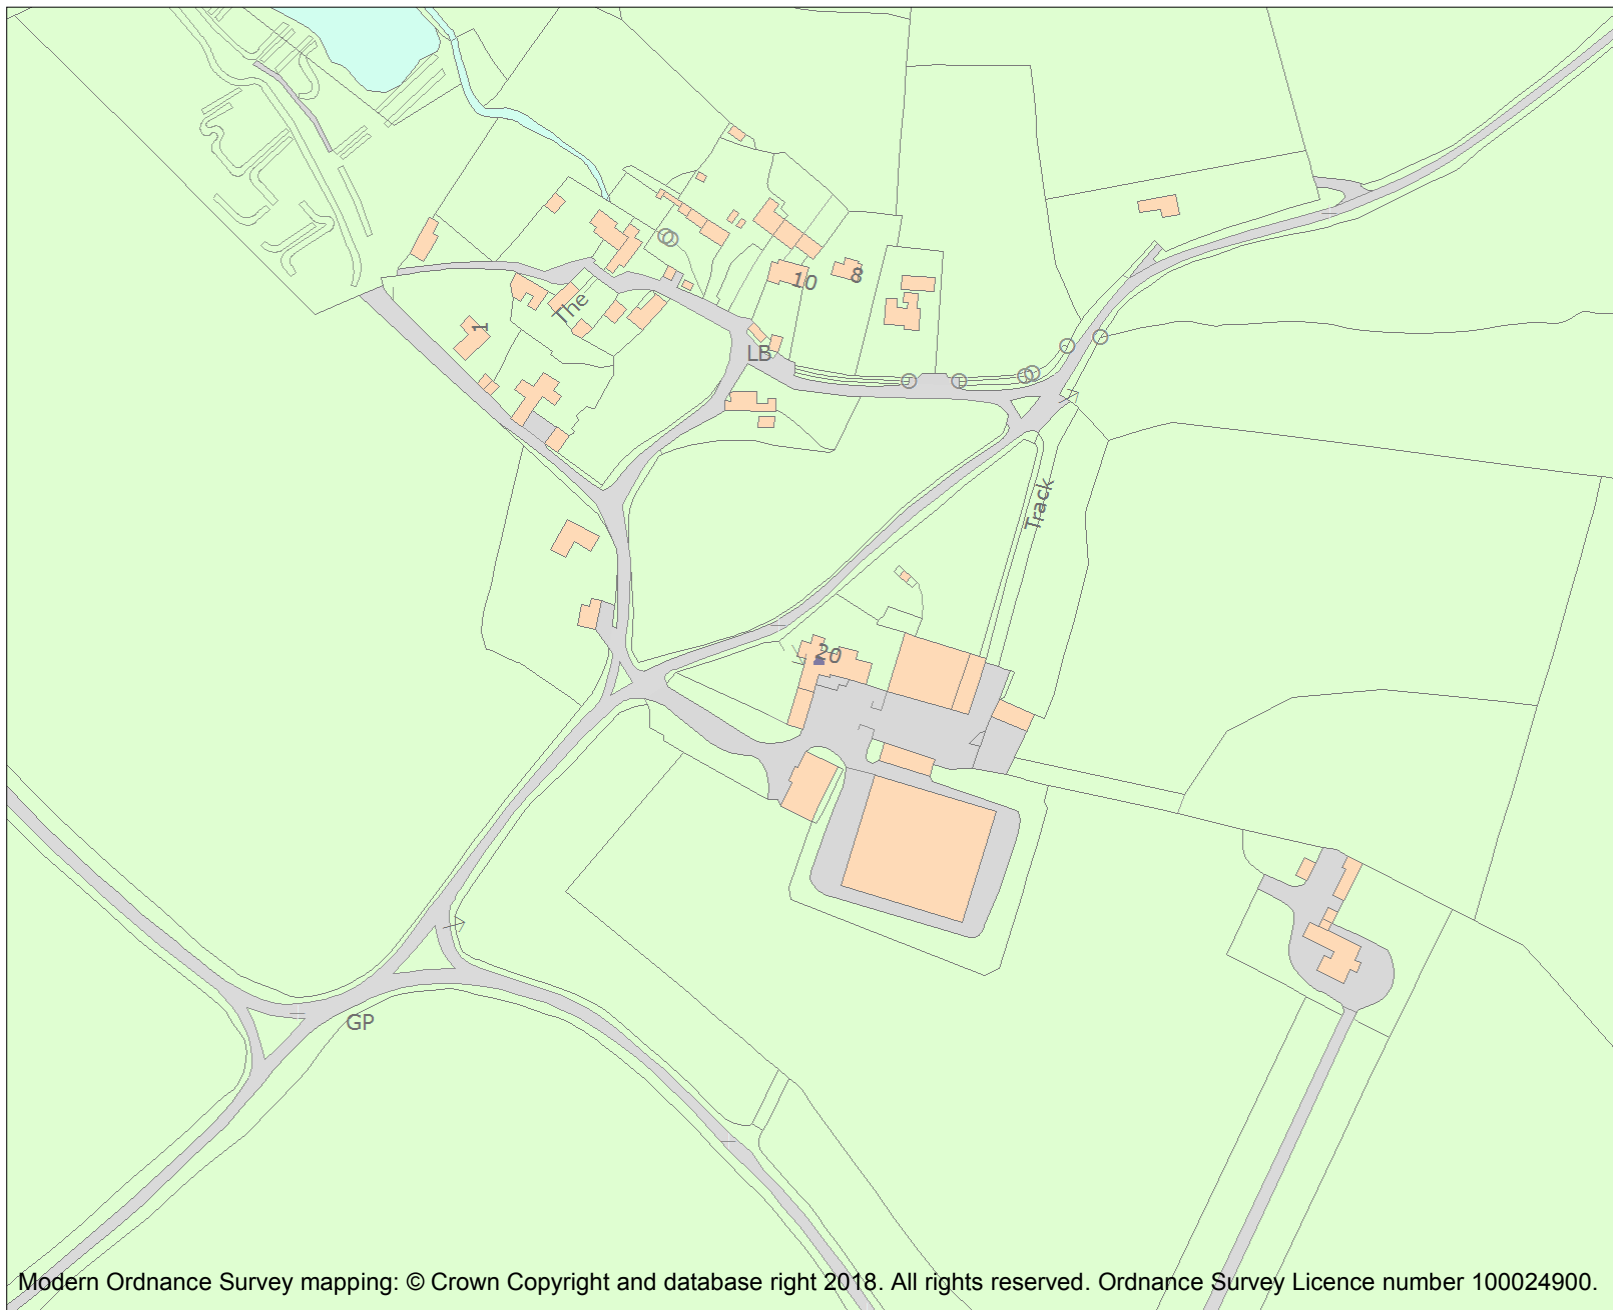 10
8
The
1
LB
Track
20
GP
Modern Ordnance Survey mapping: © Crown Copyright and database right 2018. All rights reserved. Ordnance Survey Licence number 100024900.